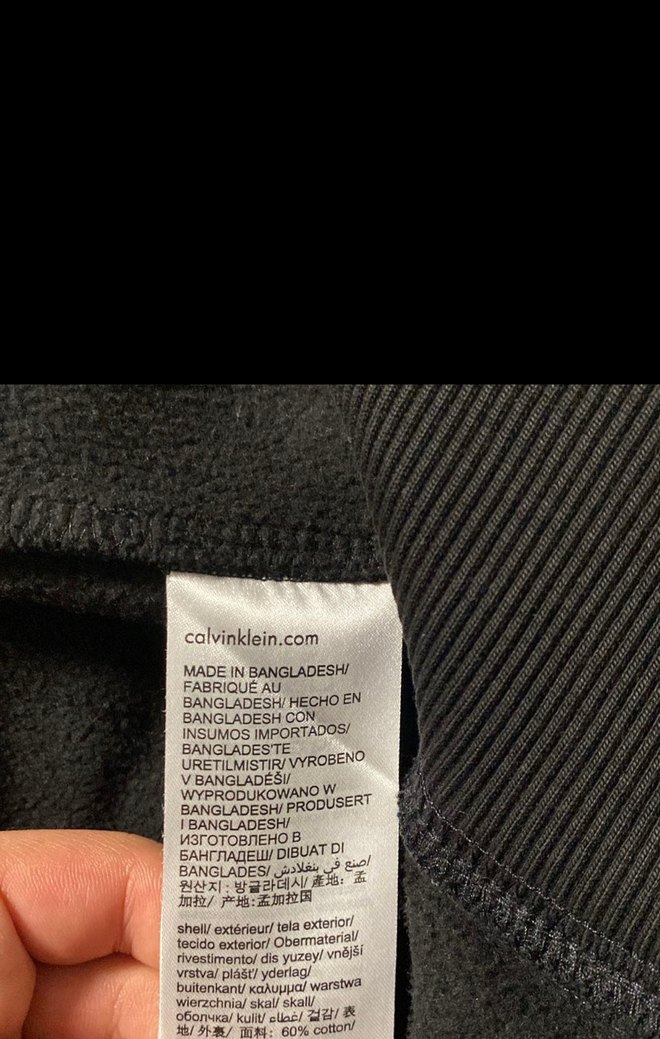 calvinklein.com
MADE IN BANGLADESH/
FABRIQUÉ AU
BANGLADESH/ HECHO EN
BANGLADESH CON
INSUMOS IMPORTADOS/
BANGLADES'TE
URETILMISTIR/ VYROBENO
V BANGLADÉŠI/
WYPRODUKOWANO W
BANGLADESH/ PRODUSERT
I BANGLADESH/
ИЗГОТОВЛЕНО В
БАНГЛАДЕШ/ DIBUAT DI
BANGLADES/ صنع في بنغلادش/
원산지 : 방글라데시/ 產地: 孟
加拉/ 产地:孟加拉国
shell/ extérieur/ tela exterior/
tecido exterior/ Obermaterial/
rivestimento/ dis yuzey/ vnější
vrstva/ plášť/ yderlag/
buitenkant/ καλυμμα/ warstwa
wierzchnia/ skal/ skall/
оболчка/ kulit/ غطاء/ 겉감/ 表
地/ 外裹/ 面料: 60% cotton/